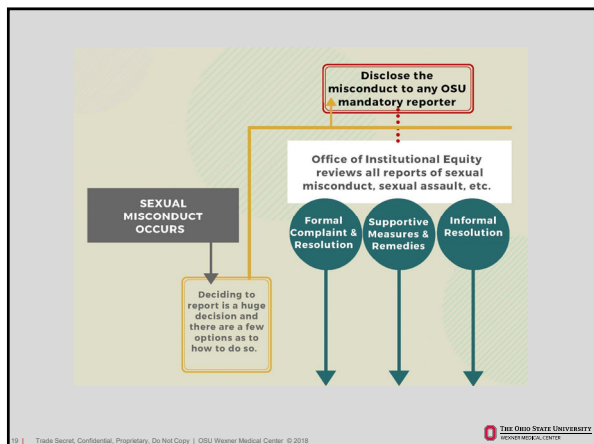 Disclose the
misconduct to any OSU
mandatory reporter
Office of Institutional Equity
reviews all reports of sexual
misconduct, sexual assault, etc.
SEXUAL
MISCONDUCT
OCCURS
Formal
Complaint &
Resolution
Supportive
Measures &
Remedies
Informal
Resolution
Deciding to
report is a huge
decision and
there are a few
options as to
how to do so.
19 | Trade Secret, Confidential, Proprietary, Do Not Copy | OSU Wexner Medical Center © 2018
THE OHIO STATE UNIVERSITY
WEXNER MEDICAL CENTER